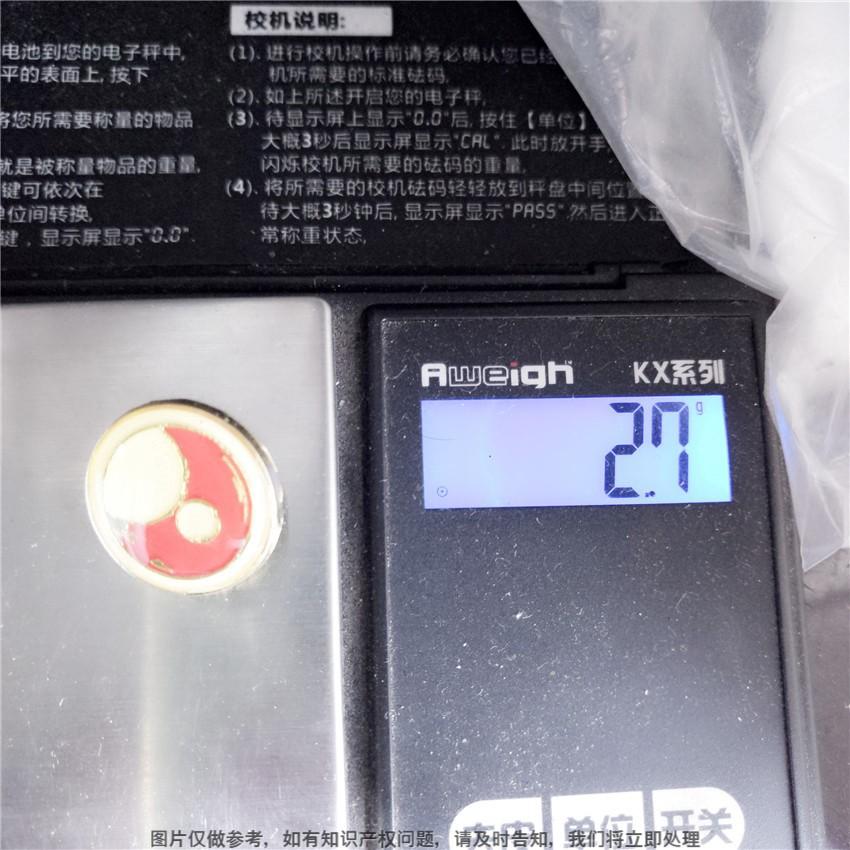 校机说明:
电池到您的电子秤中,
平的表面上, 按下
将您所需要称量的物品
就是被称量物品的重量,
键可依次在
单位间转换,
键，显示屏显示"0.0".
(1). 进行校机操作前请务必确认您已经
机所需要的标准砝码,
(2). 如上所述开启您的电子秤,
(3). 待显示屏上显示"0.0"后, 按住【单位】
大概3秒后显示屏显示"CAL". 此时放开手
闪烁校机所需要的砝码的重量,
(4). 将所需要的校机砝码轻轻放到秤盘中间位置
待大概3秒钟后, 显示屏显示"PASS".然后进入正
常称重状态,
Aweigh™ KX系列
2.7 g
单位 开关
图片仅做参考，如有知识产权问题，请及时告知，我们将立即处理